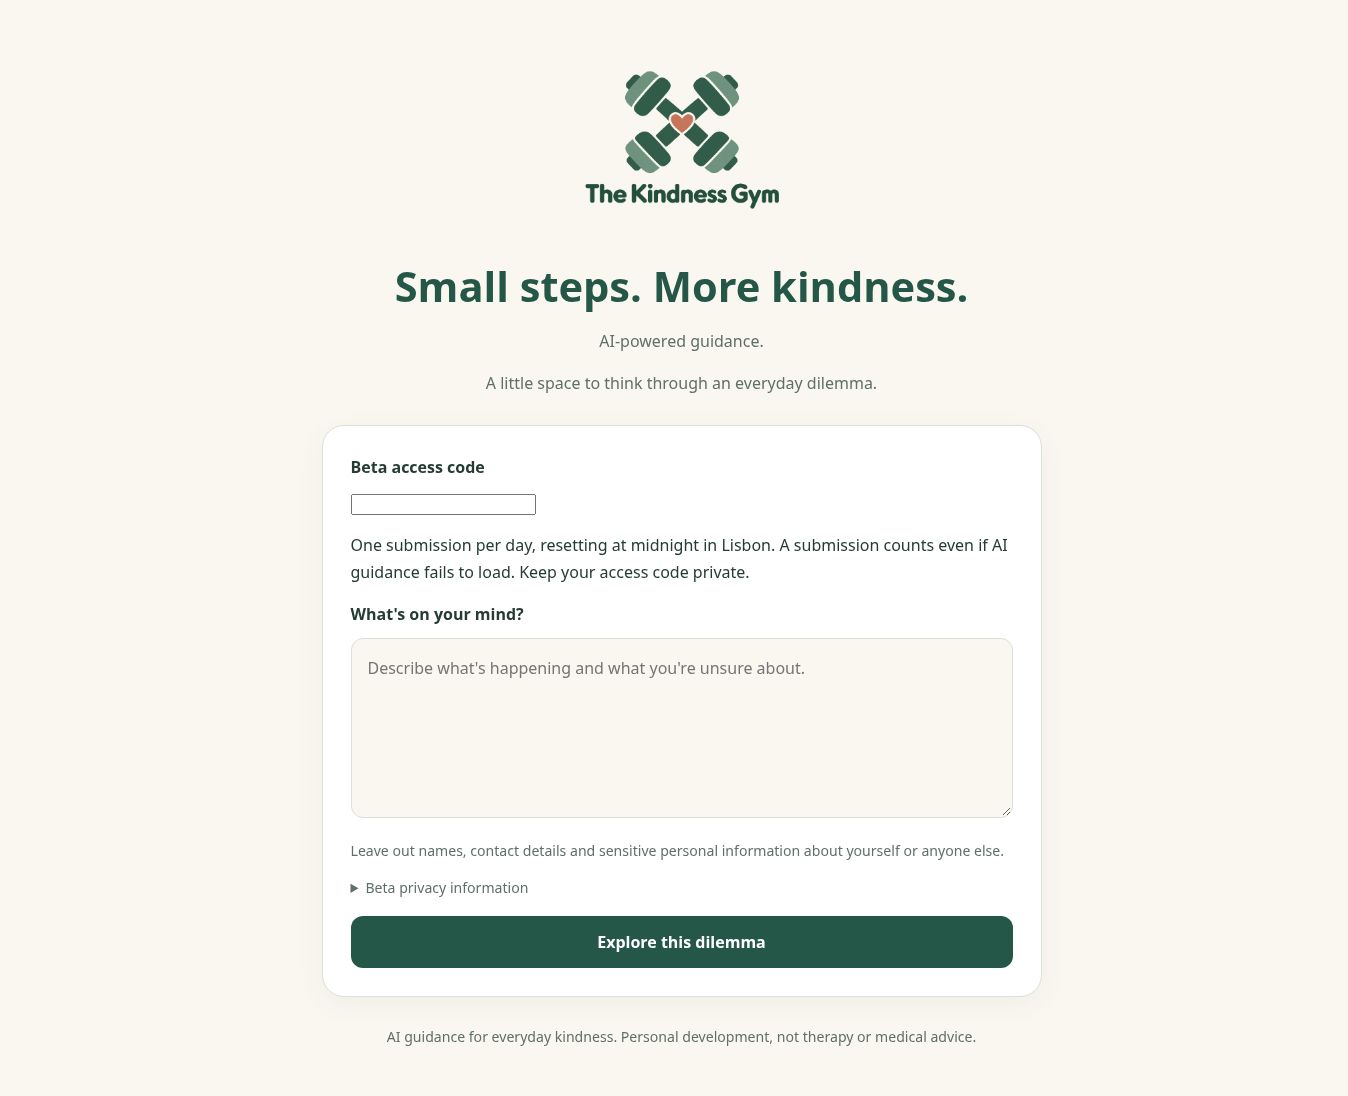 The Kindness Gym
Small steps. More kindness.
AI-powered guidance.
A little space to think through an everyday dilemma.
Beta access code
One submission per day, resetting at midnight in Lisbon. A submission counts even if AI
guidance fails to load. Keep your access code private.
What's on your mind?
Describe what's happening and what you're unsure about.
Leave out names, contact details and sensitive personal information about yourself or anyone else.
Beta privacy information
Explore this dilemma
AI guidance for everyday kindness. Personal development, not therapy or medical advice.